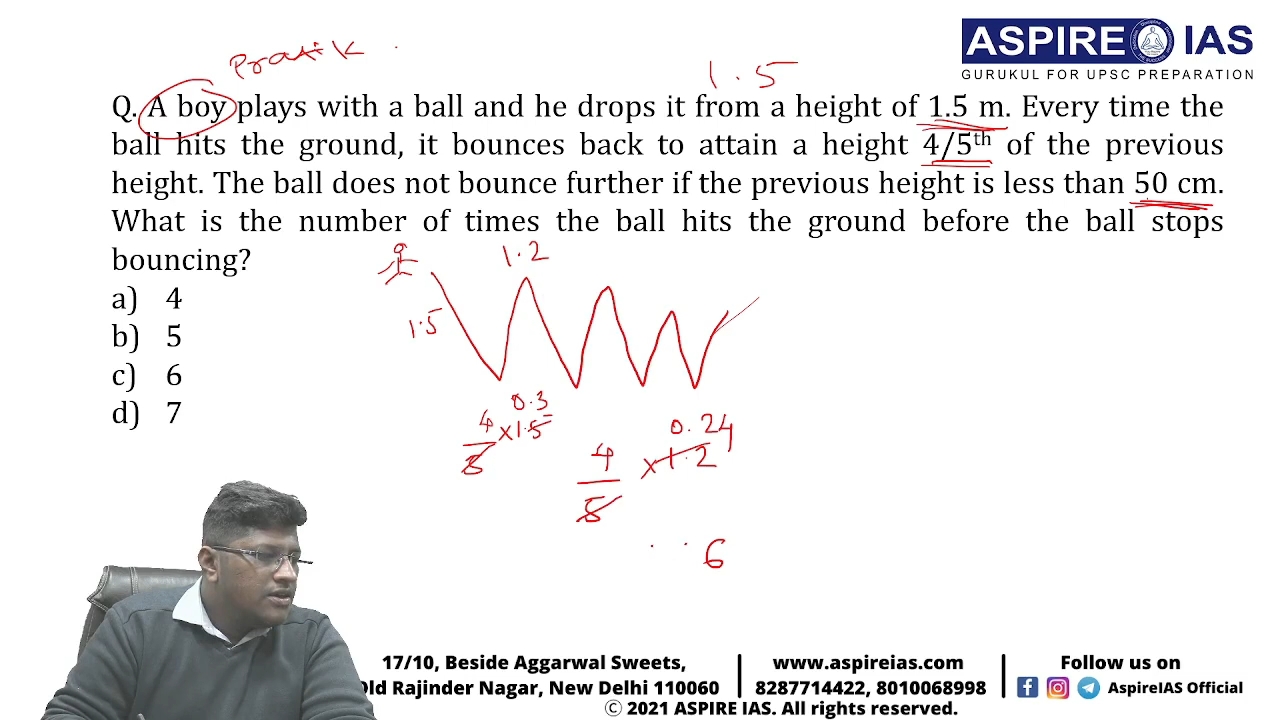 ASPIRE IAS
GURUKUL FOR UPSC PREPARATION
Pratik
1.5
Q. A boy plays with a ball and he drops it from a height of 1.5 m. Every time the
ball hits the ground, it bounces back to attain a height 4/5th of the previous
height. The ball does not bounce further if the previous height is less than 50 cm.
What is the number of times the ball hits the ground before the ball stops
bouncing?
a) 4
b) 5
c) 6
d) 7
1.2
1.5
0.3
4/5 × 1.5
0.24
4/5 × 1.2
6
17/10, Beside Aggarwal Sweets,
Old Rajinder Nagar, New Delhi 110060
www.aspireias.com
8287714422, 8010068998
Follow us on
AspireIAS Official
© 2021 ASPIRE IAS. All rights reserved.